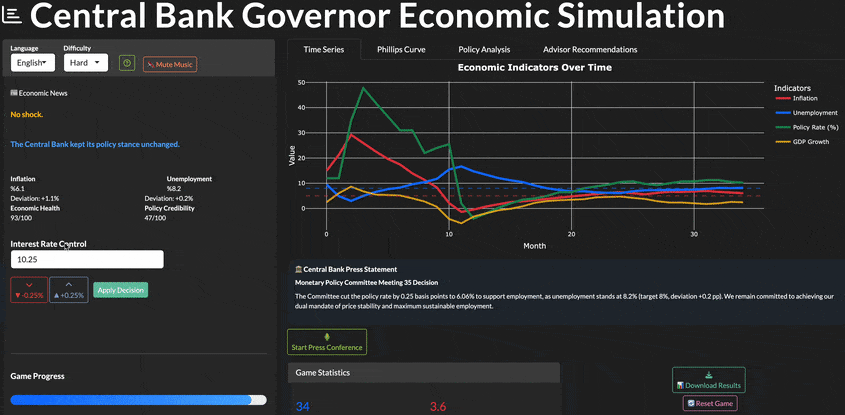 Central Bank Governor Economic Simulation
Language Difficulty
English Hard Mute Music
Economic News
No shock.
The Central Bank kept its policy stance unchanged.
Inflation Unemployment
%6.1 %8.2
Deviation: +1.1% Deviation: +0.2%
Economic Health Policy Credibility
93/100 47/100
Interest Rate Control
10.25
▼ -0.25% ▲ +0.25% Apply Decision
Game Progress
Time Series Phillips Curve Policy Analysis Advisor Recommendations
Economic Indicators Over Time
Indicators
Inflation
Unemployment
Policy Rate (%)
GDP Growth
50
40
30
20
10
0
Value
0 10 20 30
Month
Central Bank Press Statement
Monetary Policy Committee Meeting 35 Decision
The Committee cut the policy rate by 0.25 basis points to 6.06% to support employment, as unemployment stands at 8.2% (target 8%, deviation +0.2 pp). We remain committed to achieving our
dual mandate of price stability and maximum sustainable employment.
Start Press Conference
Game Statistics
34 3.6
Download Results
Reset Game